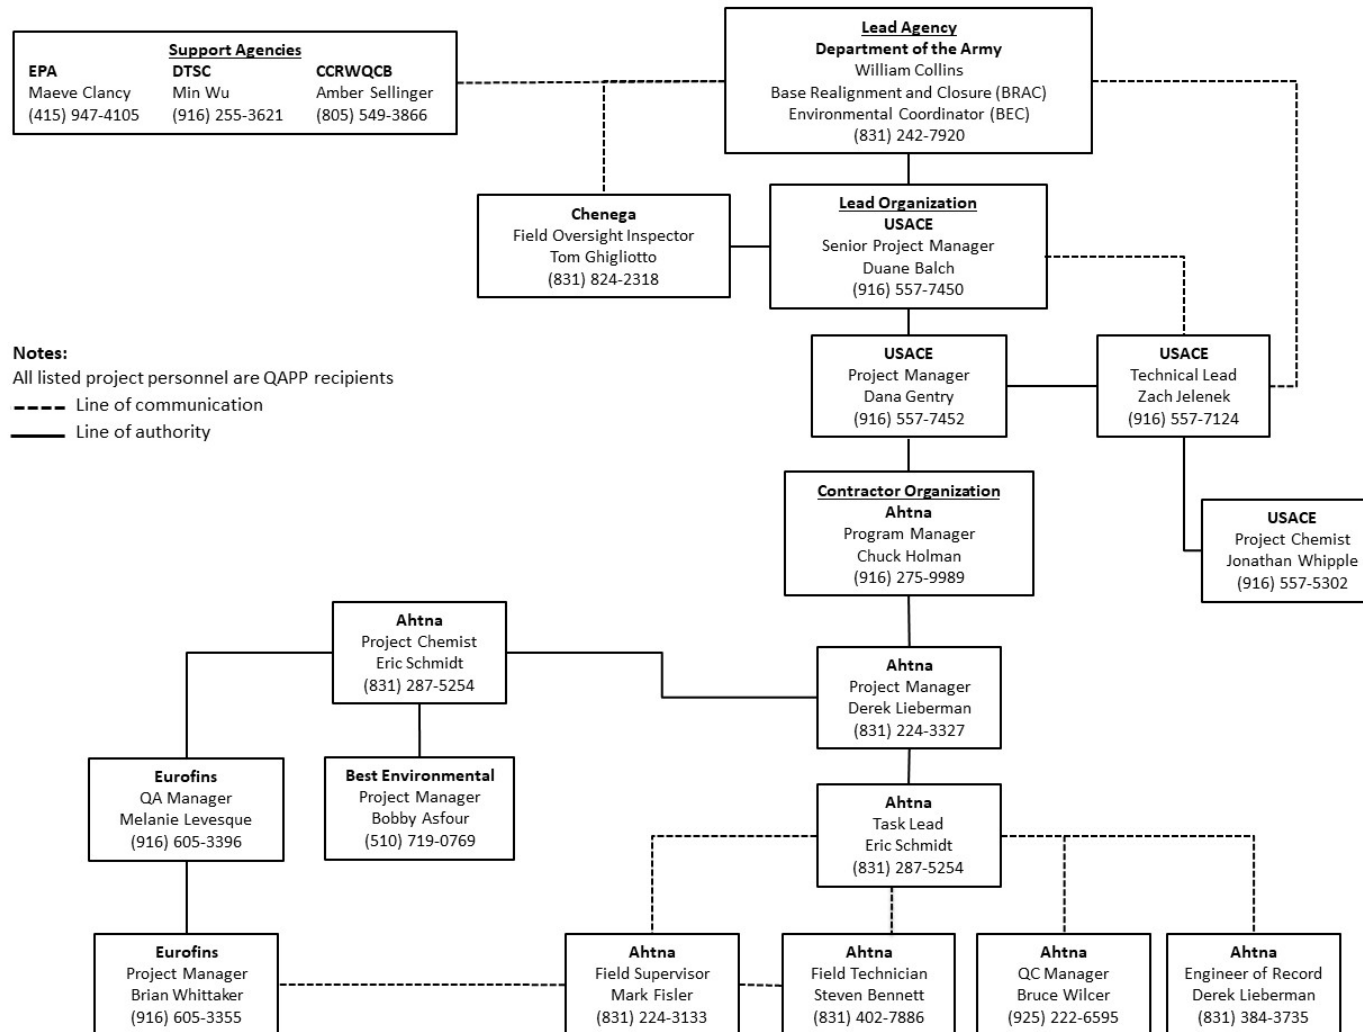 Support Agencies
EPA
Maeve Clancy
(415) 947-4105
DTSC
Min Wu
(916) 255-3621
CCRWQCB
Amber Sellinger
(805) 549-3866
Lead Agency
Department of the Army
William Collins
Base Realignment and Closure (BRAC)
Environmental Coordinator (BEC)
(831) 242-7920
Chenega
Field Oversight Inspector
Tom Ghigliotto
(831) 824-2318
Lead Organization
USACE
Senior Project Manager
Duane Balch
(916) 557-7450
Notes:
All listed project personnel are QAPP recipients
Line of communication
Line of authority
USACE
Project Manager
Dana Gentry
(916) 557-7452
USACE
Technical Lead
Zach Jelenek
(916) 557-7124
Contractor Organization
Ahtna
Program Manager
Chuck Holman
(916) 275-9989
USACE
Project Chemist
Jonathan Whipple
(916) 557-5302
Ahtna
Project Chemist
Eric Schmidt
(831) 287-5254
Ahtna
Project Manager
Derek Lieberman
(831) 224-3327
Eurofins
QA Manager
Melanie Levesque
(916) 605-3396
Best Environmental
Project Manager
Bobby Asfour
(510) 719-0769
Ahtna
Task Lead
Eric Schmidt
(831) 287-5254
Eurofins
Project Manager
Brian Whittaker
(916) 605-3355
Ahtna
Field Supervisor
Mark Fisler
(831) 224-3133
Ahtna
Field Technician
Steven Bennett
(831) 402-7886
Ahtna
QC Manager
Bruce Wilcer
(925) 222-6595
Ahtna
Engineer of Record
Derek Lieberman
(831) 384-3735